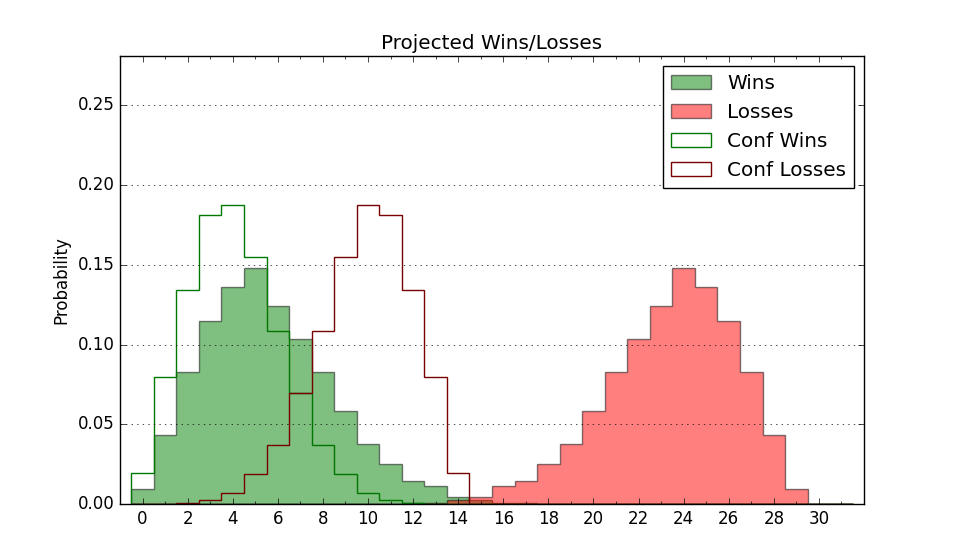 Projected Wins/Losses
Wins
Losses
Conf Wins
Conf Losses
Probability
0.25
0.20
0.15
0.10
0.05
0.00
0 2 4 6 8 10 12 14 16 18 20 22 24 26 28 30